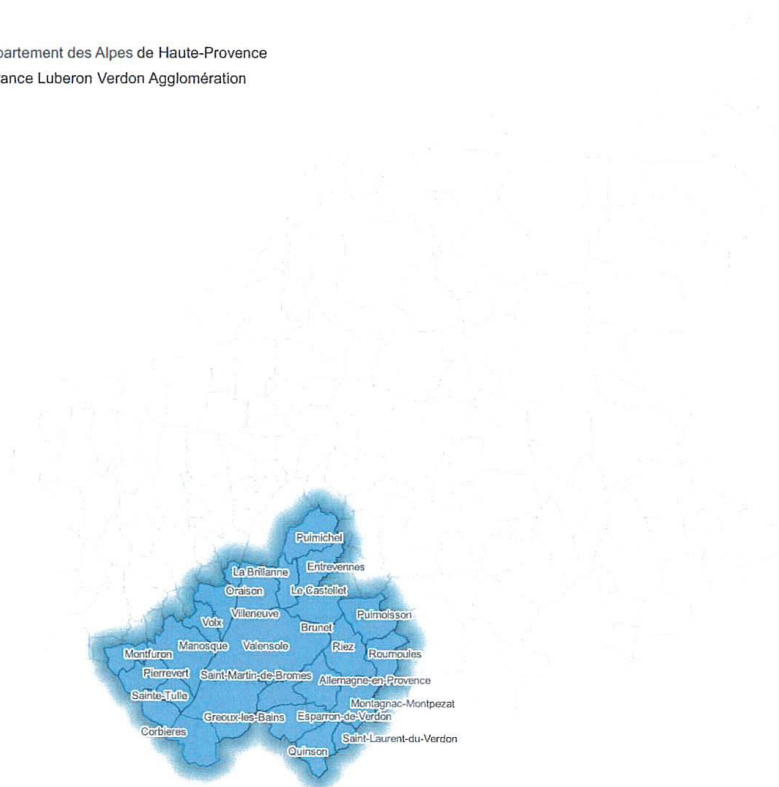 partement des Alpes de Haute-Provence
rance Luberon Verdon Agglomération
Puimichel
Entrevennes
La Brillanne
Oraison
Le Castellet
Villeneuve
Puimoisson
Volx
Brunet
Manosque
Valensole
Riez
Montfuron
Roumoules
Pierrevert
Saint-Martin-de-Bromes
Allemagne-en-Provence
Sainte-Tulle
Montagnac-Montpezat
Greoux-les-Bains
Esparron-de-Verdon
Corbieres
Saint-Laurent-du-Verdon
Quinson